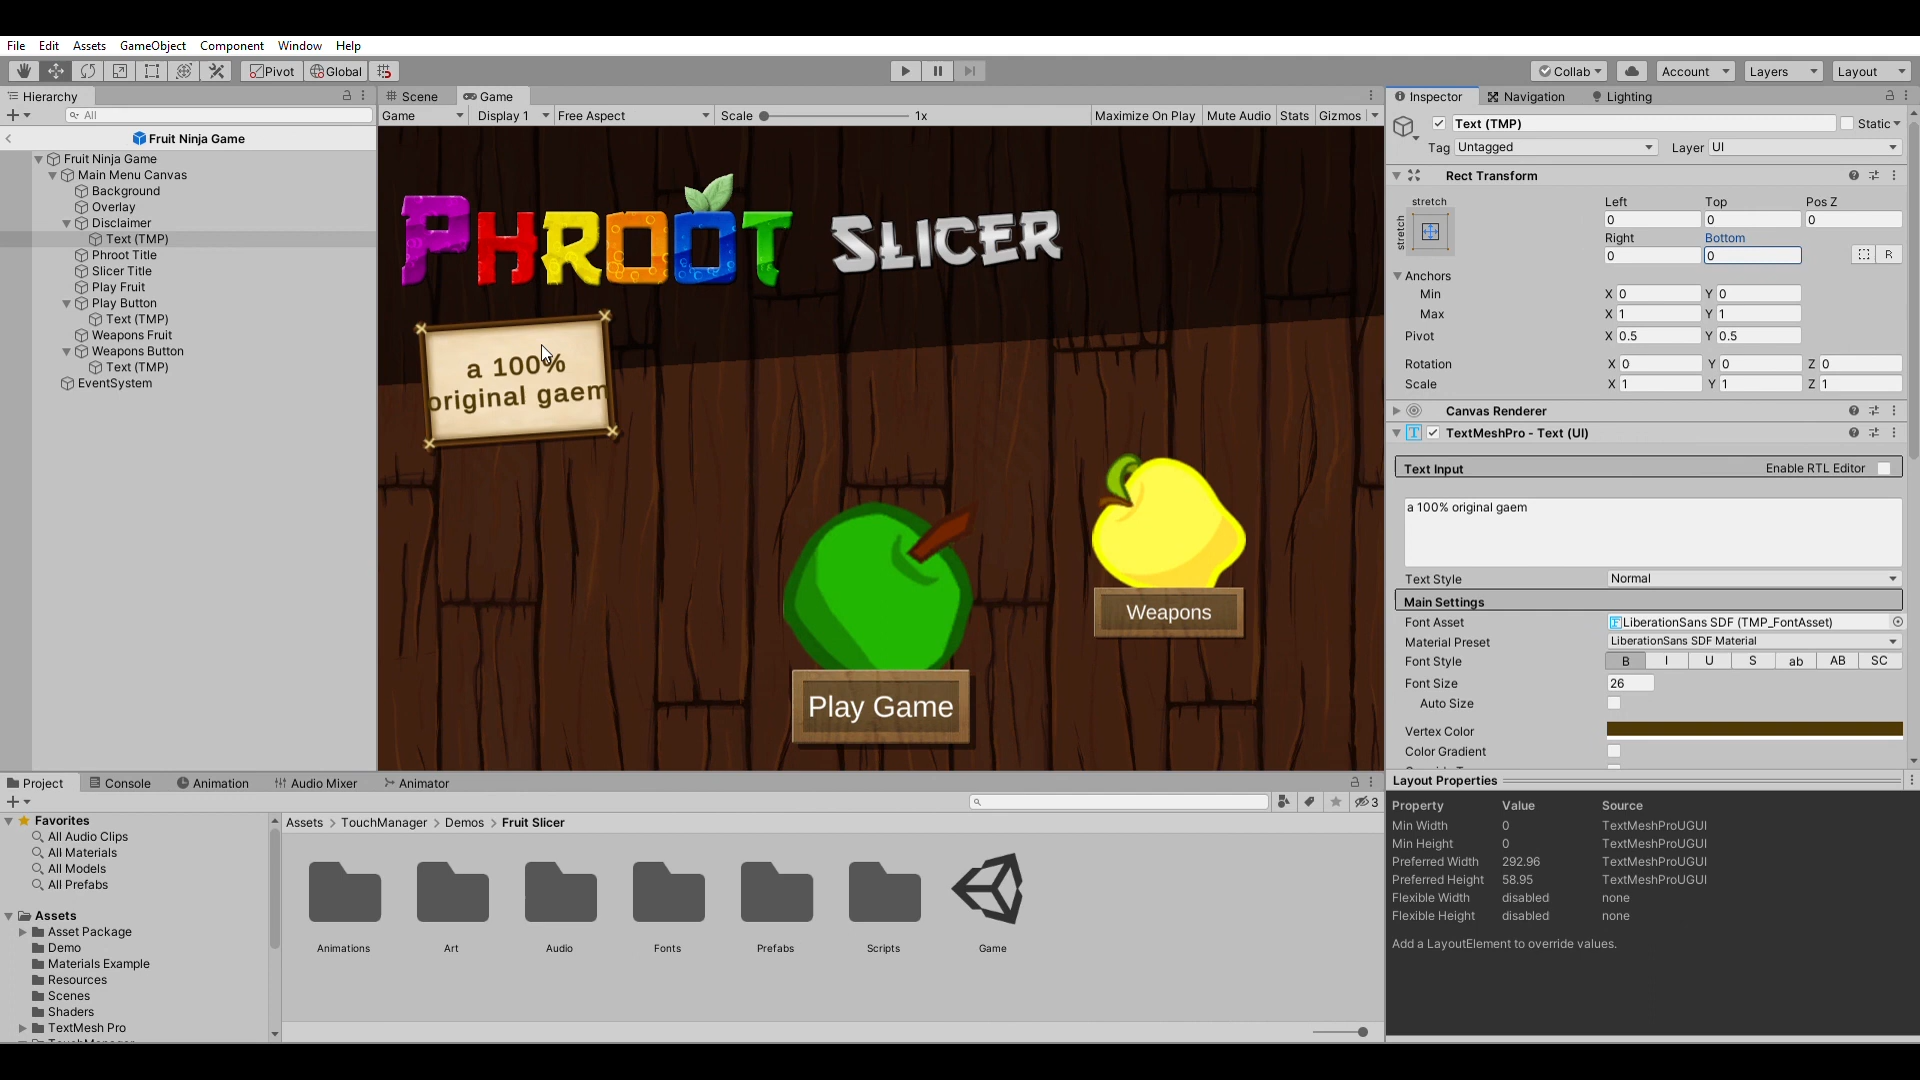 File Edit Assets GameObject Component Window Help
Pivot Global Collab Account Layers Layout
Hierarchy
All
Fruit Ninja Game
Fruit Ninja Game
Main Menu Canvas
Background
Overlay
Disclaimer
Text (TMP)
Phroot Title
Slicer Title
Play Fruit
Play Button
Text (TMP)
Weapons Fruit
Weapons Button
Text (TMP)
EventSystem
Scene Game
Game Display 1 Free Aspect Scale 1x Maximize On Play Mute Audio Stats Gizmos
PHROOT SLICER
a 100%
original gaem
Weapons
Play Game
Inspector Navigation Lighting
Text (TMP) Static
Tag Untagged Layer UI
Rect Transform
stretch Left Top Pos Z
stretch 0 0 0
Right Bottom
0 0 R
Anchors
Min X 0 Y 0
Max X 1 Y 1
Pivot X 0.5 Y 0.5
Rotation X 0 Y 0 Z 0
Scale X 1 Y 1 Z 1
Canvas Renderer
TextMeshPro - Text (UI)
Text Input Enable RTL Editor
a 100% original gaem
Text Style Normal
Main Settings
Font Asset LiberationSans SDF (TMP_FontAsset)
Material Preset LiberationSans SDF Material
Font Style B I U S ab AB SC
Font Size 26
Auto Size
Vertex Color
Color Gradient
Layout Properties
Property Value Source
Min Width 0 TextMeshProUGUI
Min Height 0 TextMeshProUGUI
Preferred Width 292.96 TextMeshProUGUI
Preferred Height 58.95 TextMeshProUGUI
Flexible Width disabled none
Flexible Height disabled none
Add a LayoutElement to override values.
Project Console Animation Audio Mixer Animator
3
Favorites
All Audio Clips
All Materials
All Models
All Prefabs
Assets
Asset Package
Demo
Materials Example
Resources
Scenes
Shaders
TextMesh Pro
Assets > TouchManager > Demos > Fruit Slicer
Animations Art Audio Fonts Prefabs Scripts Game